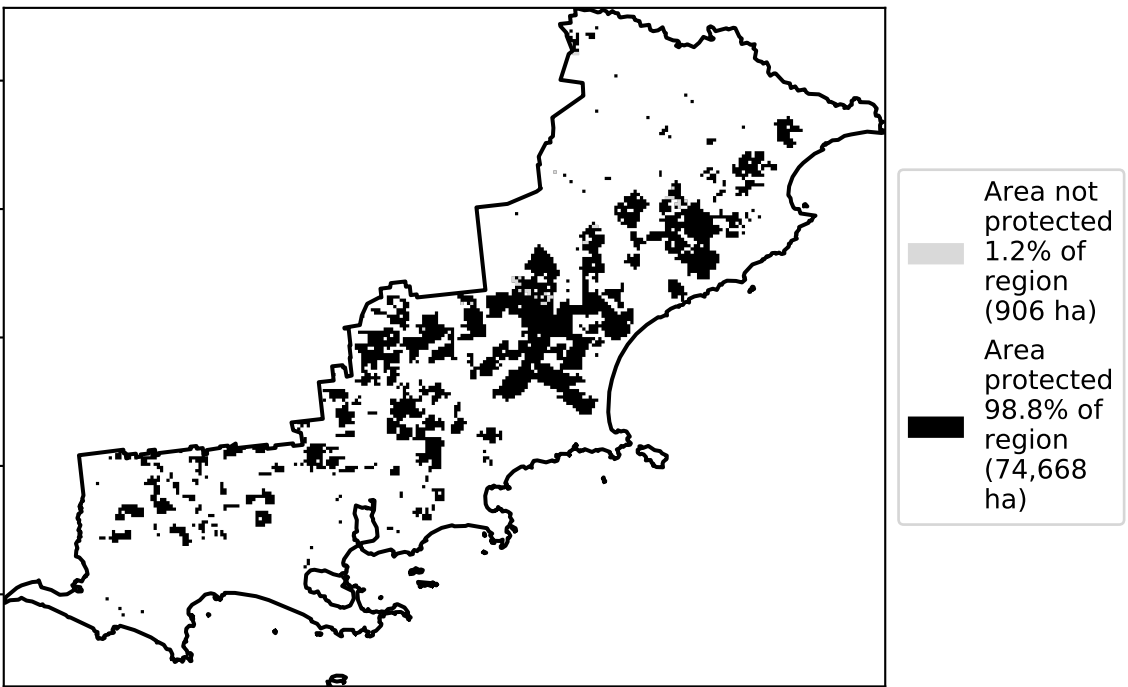 Area not
protected
1.2% of
region
(906 ha)
Area
protected
98.8% of
region
(74,668
ha)